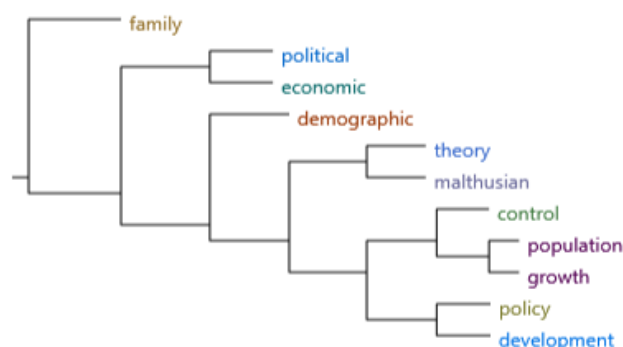 family
political
economic
demographic
theory
malthusian
control
population
growth
policy
development